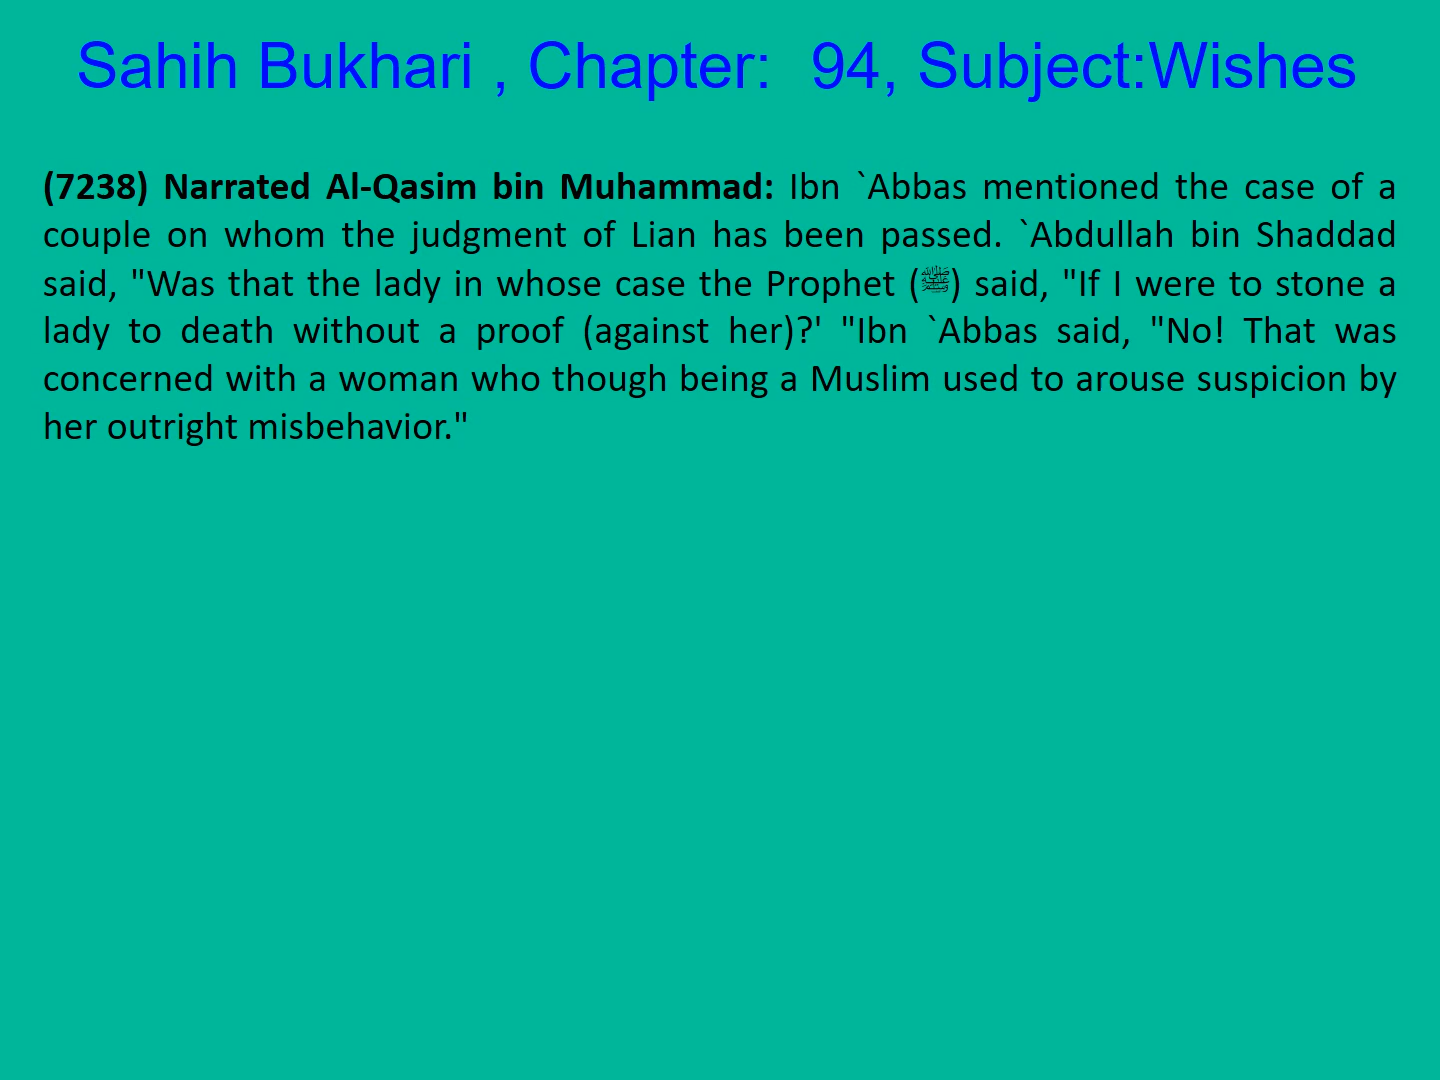 Sahih Bukhari , Chapter:  94, Subject:Wishes
(7238) Narrated Al-Qasim bin Muhammad: Ibn `Abbas mentioned the case of a
couple on whom the judgment of Lian has been passed. `Abdullah bin Shaddad
said, "Was that the lady in whose case the Prophet (ﷺ) said, "If I were to stone a
lady to death without a proof (against her)?' "Ibn `Abbas said, "No! That was
concerned with a woman who though being a Muslim used to arouse suspicion by
her outright misbehavior."